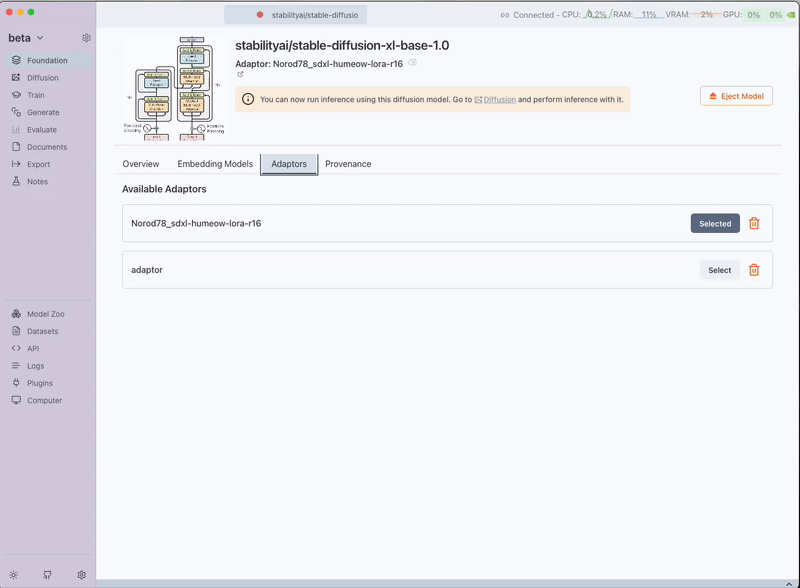 stabilityai/stable-diffusio
Connected - CPU: 0.2% RAM: 11% VRAM: 2% GPU: 0% 0%
beta
Foundation
Diffusion
Train
Generate
Evaluate
Documents
Export
Notes
Model Zoo
Datasets
API
Logs
Plugins
Computer
stabilityai/stable-diffusion-xl-base-1.0
Adaptor: Norod78_sdxl-humeow-lora-r16
You can now run inference using this diffusion model. Go to Diffusion and perform inference with it.
Eject Model
Overview
Embedding Models
Adaptors
Provenance
Available Adaptors
Norod78_sdxl-humeow-lora-r16
Selected
adaptor
Select